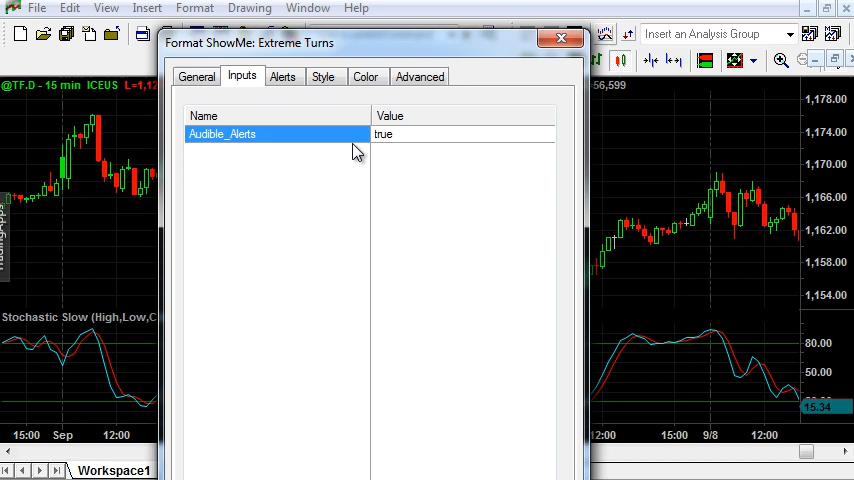 File Edit View Insert Format Drawing Window Help
Insert an Analysis Group
Format ShowMe: Extreme Turns
General Inputs Alerts Style Color Advanced
@TF.D - 15 min ICEUS L=1,12
=56,599
Name Value
Audible_Alerts true
1,178.00
1,174.00
1,170.00
1,166.00
1,162.00
1,158.00
1,154.00
Stochastic Slow (High,Low,C
80.00
50.00
15.34
15:00 Sep 12:00
12:00 15:00 9/8 12:00
Workspace1